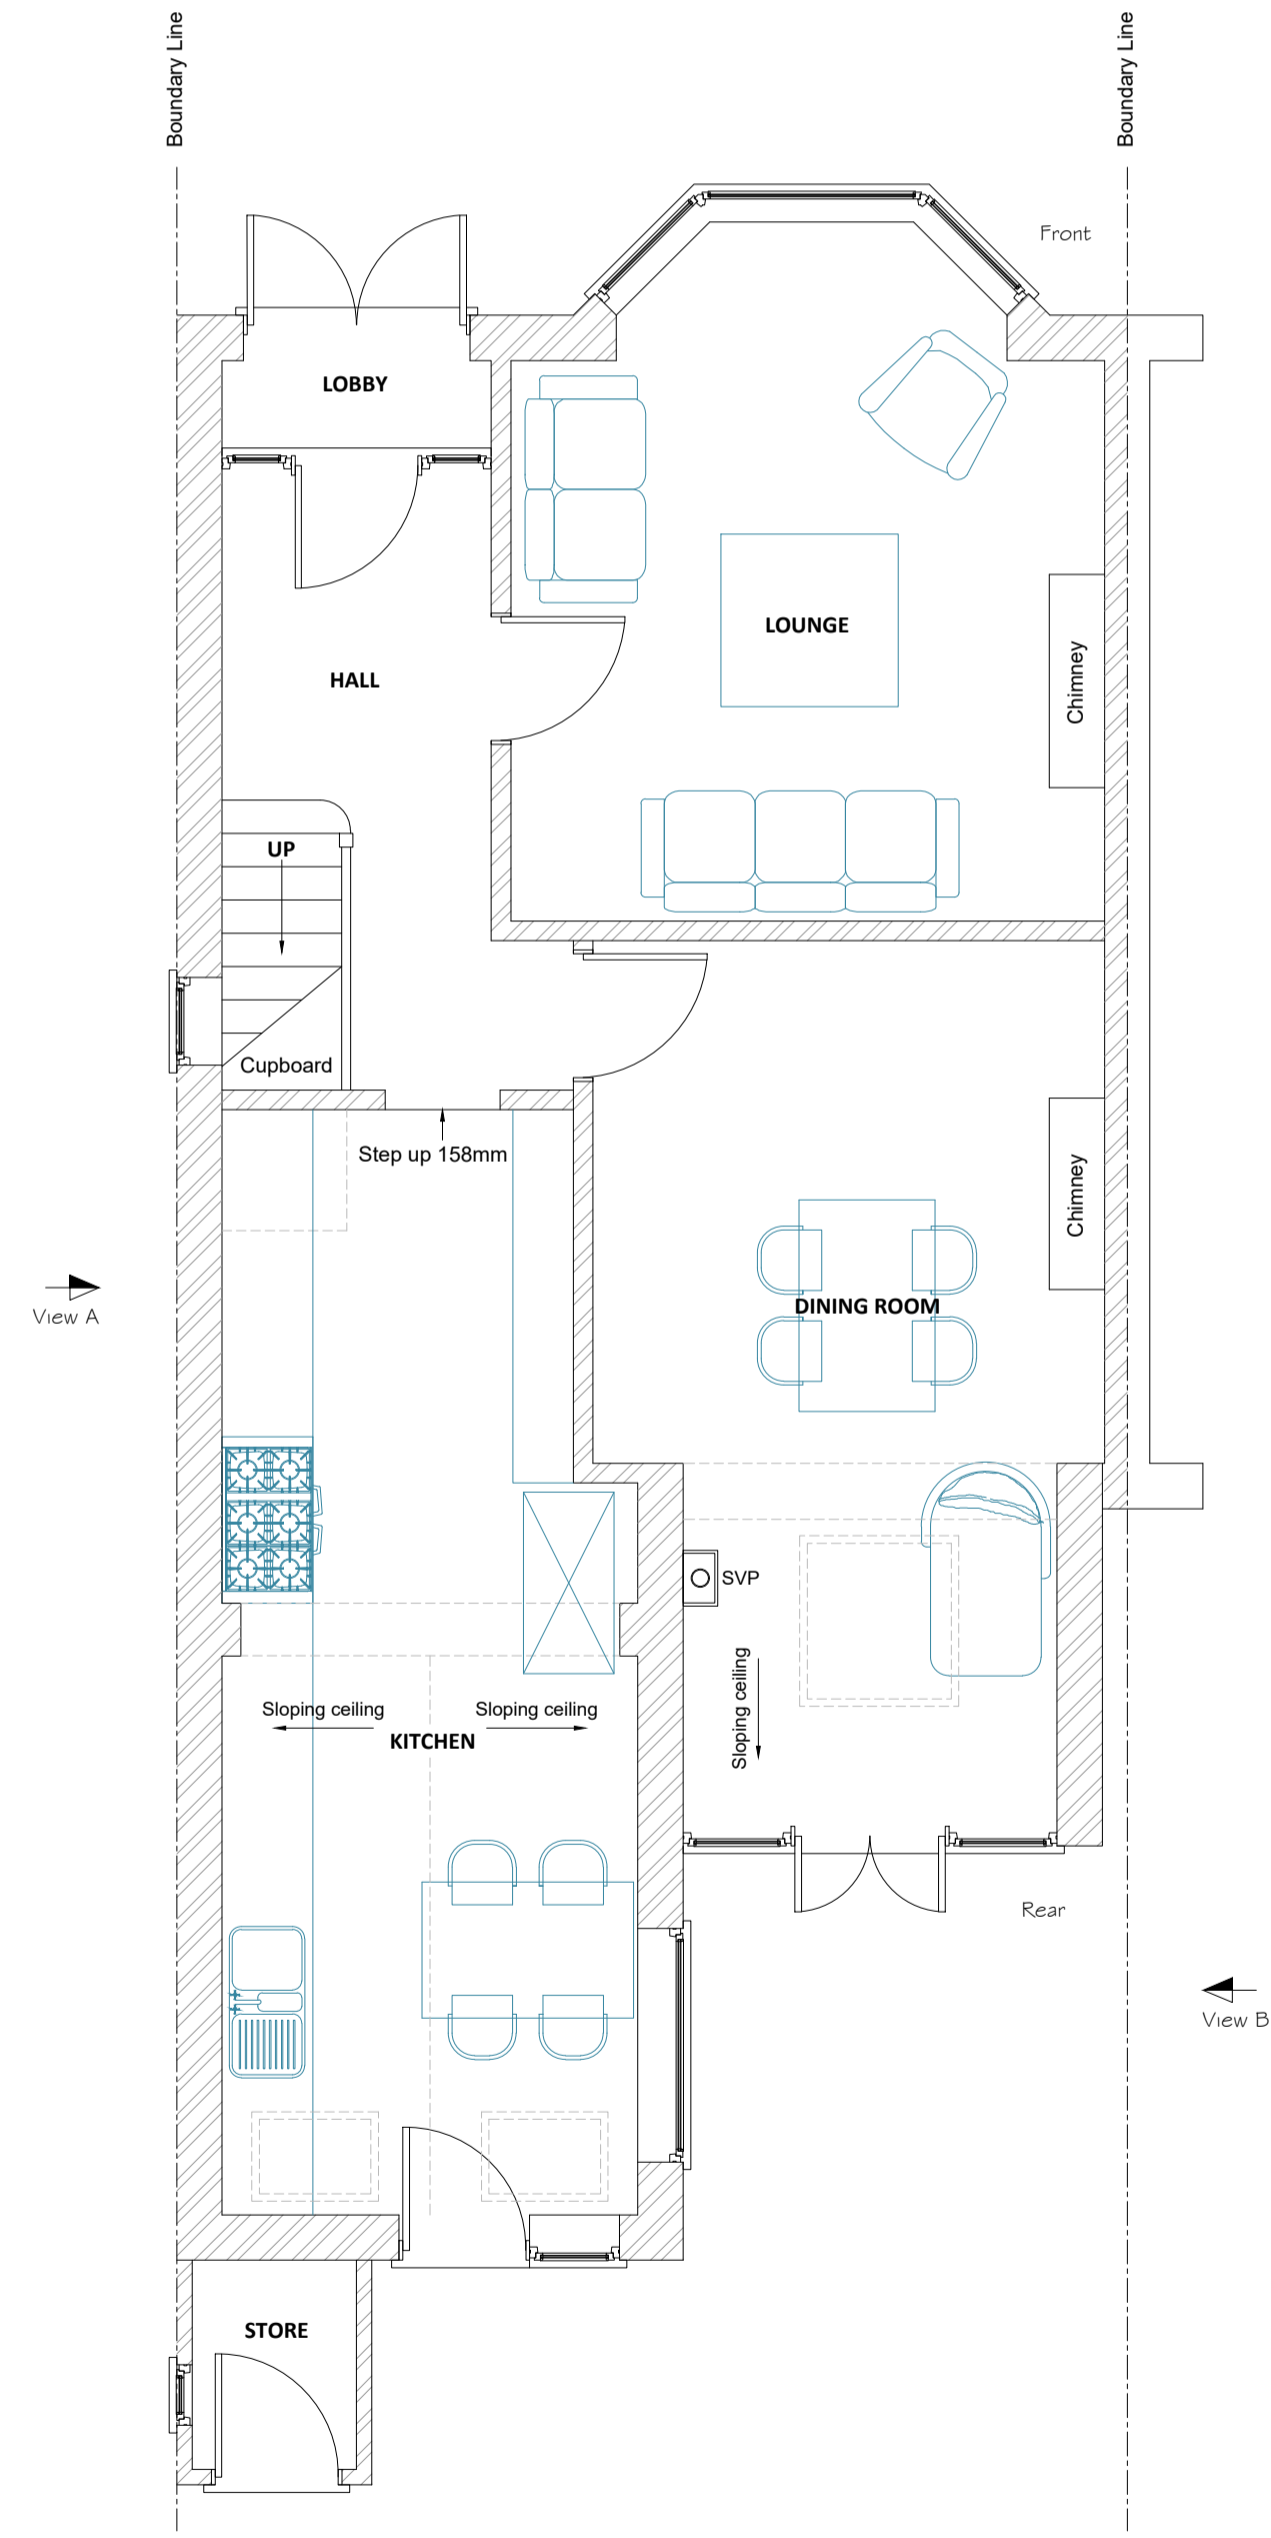 Boundary Line
Boundary Line
Front
LOBBY
LOUNGE
HALL
Chimney
UP
Cupboard
Step up 158mm
Chimney
View A
DINING ROOM
SVP
Sloping ceiling
Sloping ceiling
Sloping ceiling
KITCHEN
Rear
View B
STORE